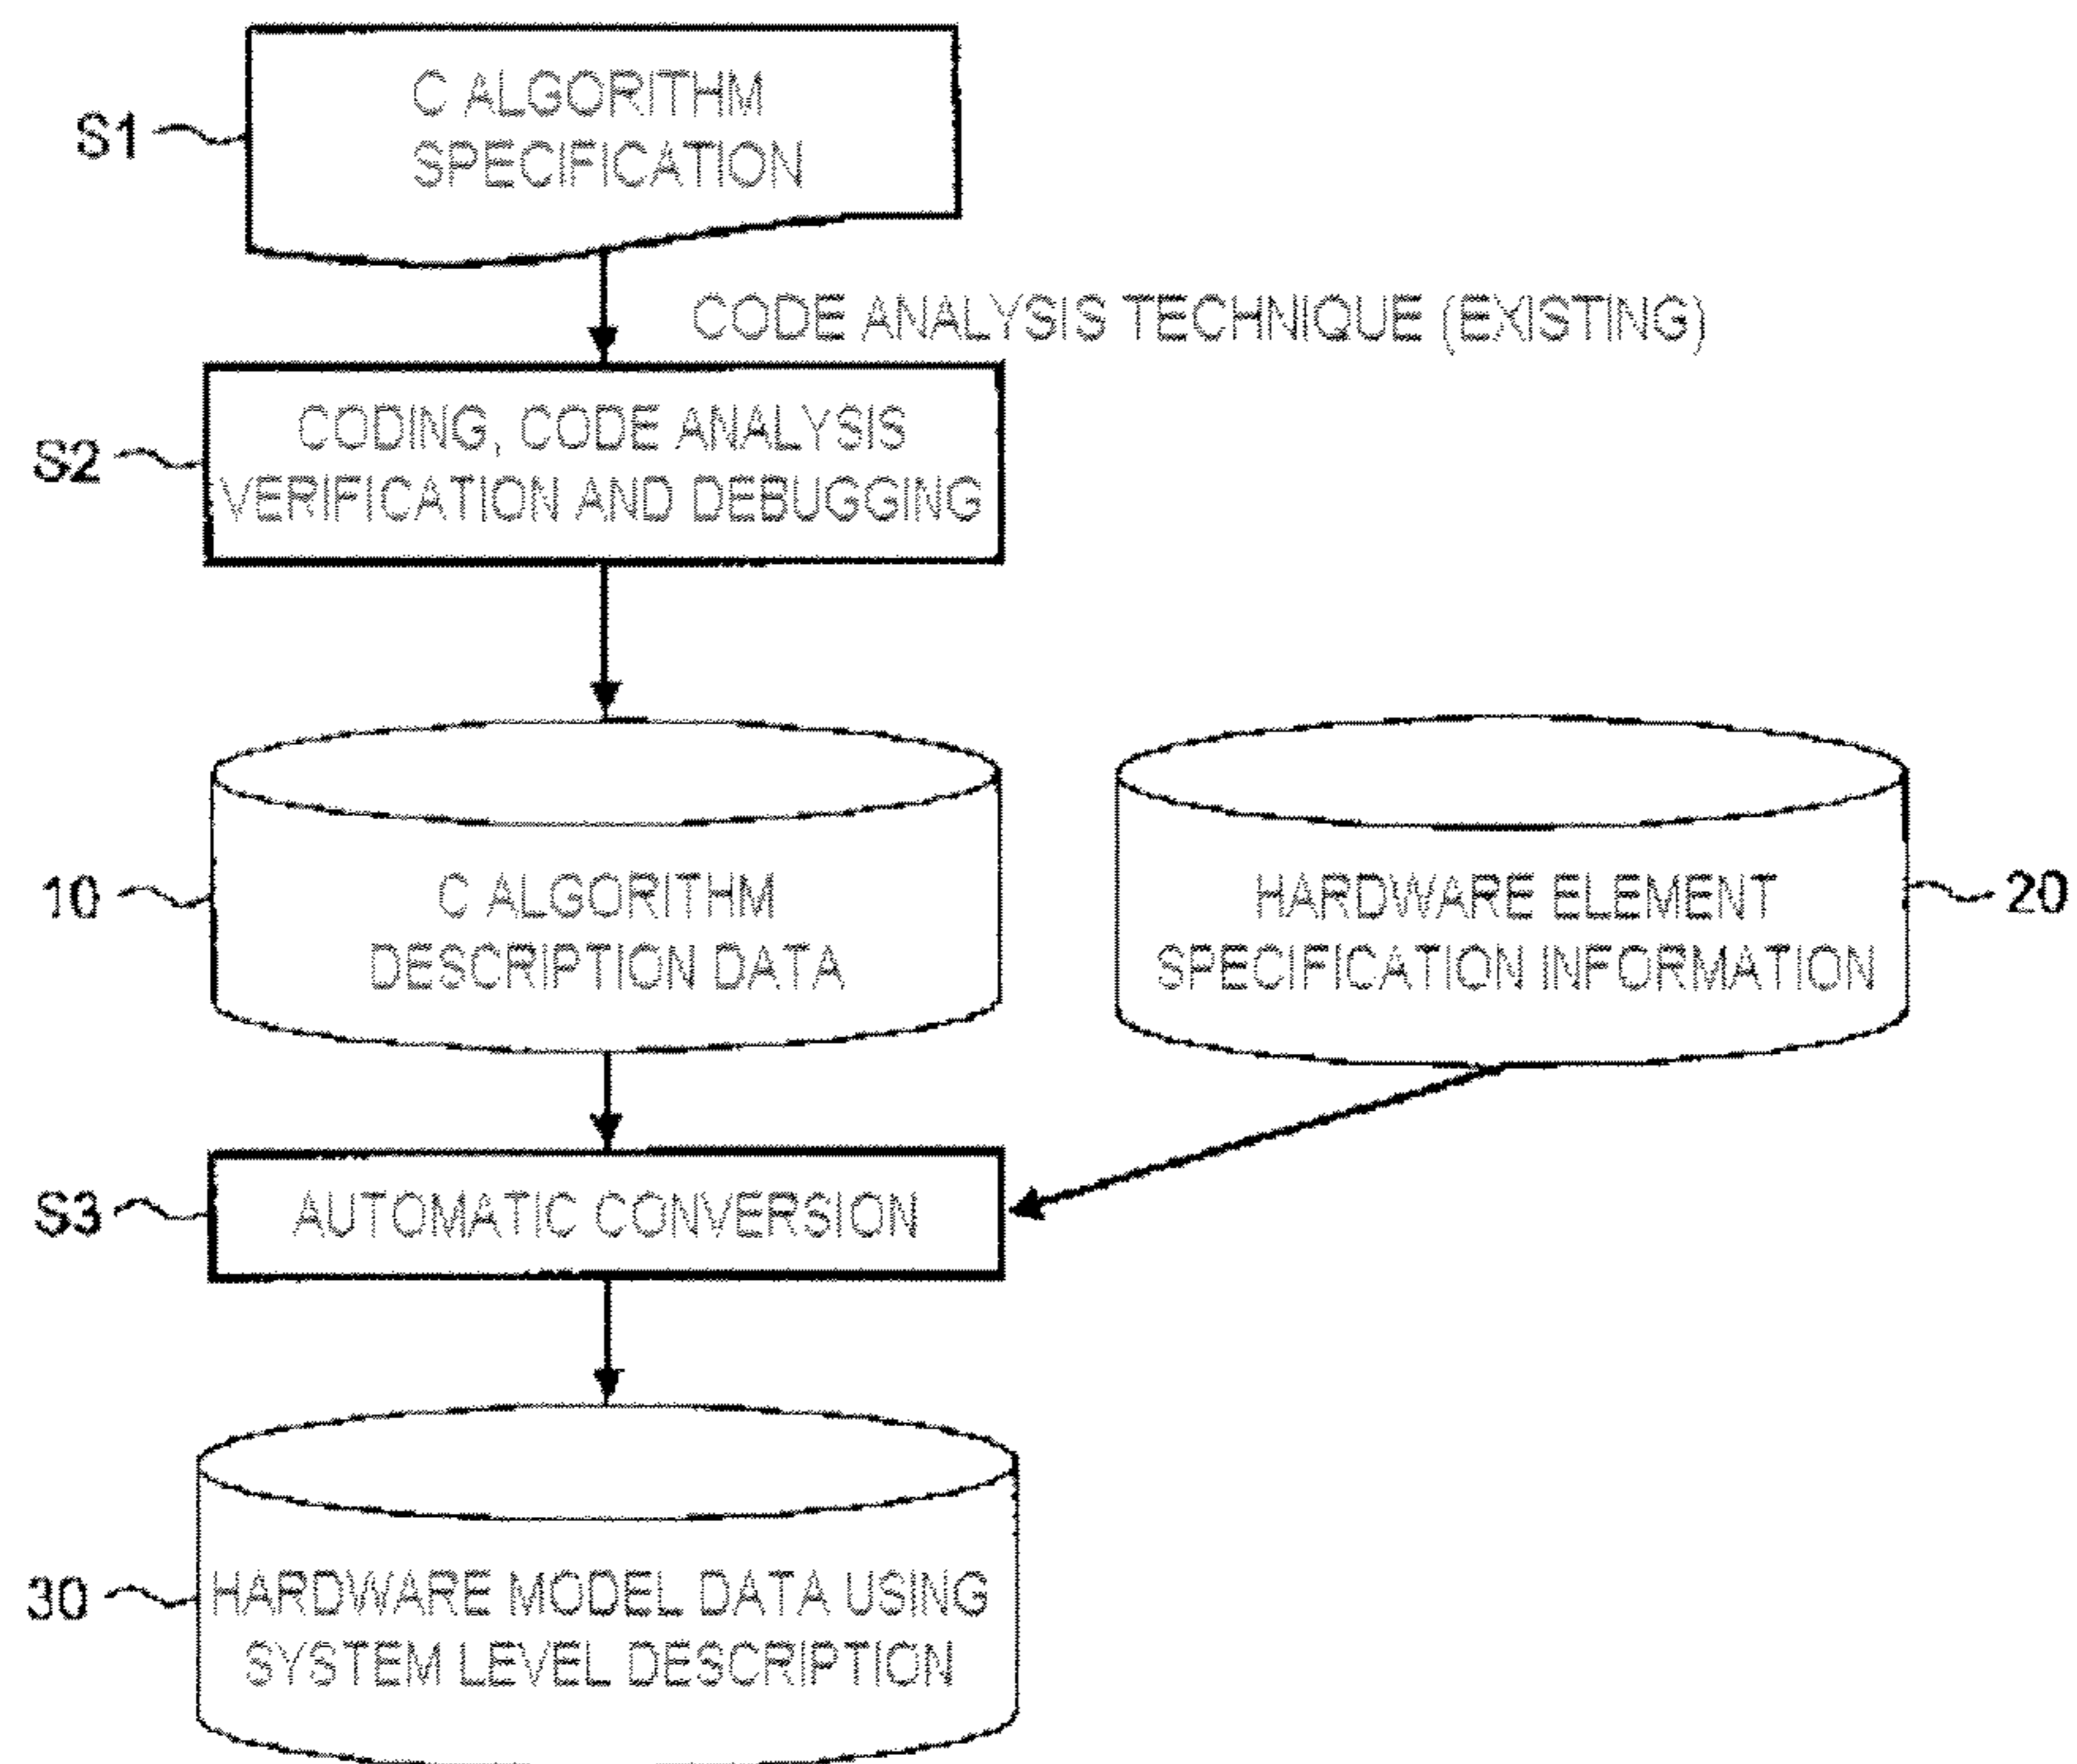 S1
C ALGORITHM
SPECIFICATION
CODE ANALYSIS TECHNIQUE (EXISTING)
S2
CODING, CODE ANALYSIS
VERIFICATION AND DEBUGGING
10
C ALGORITHM
DESCRIPTION DATA
HARDWARE ELEMENT
SPECIFICATION INFORMATION
20
S3
AUTOMATIC CONVERSION
30
HARDWARE MODEL DATA USING
SYSTEM LEVEL DESCRIPTION